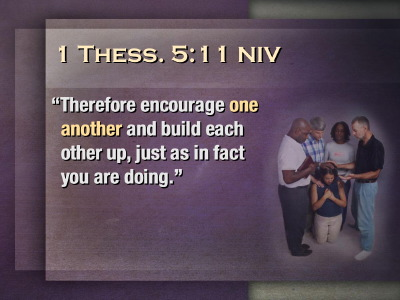 1 THESS. 5:11 NIV
“Therefore encourage one
another and build each
other up, just as in fact
you are doing.”